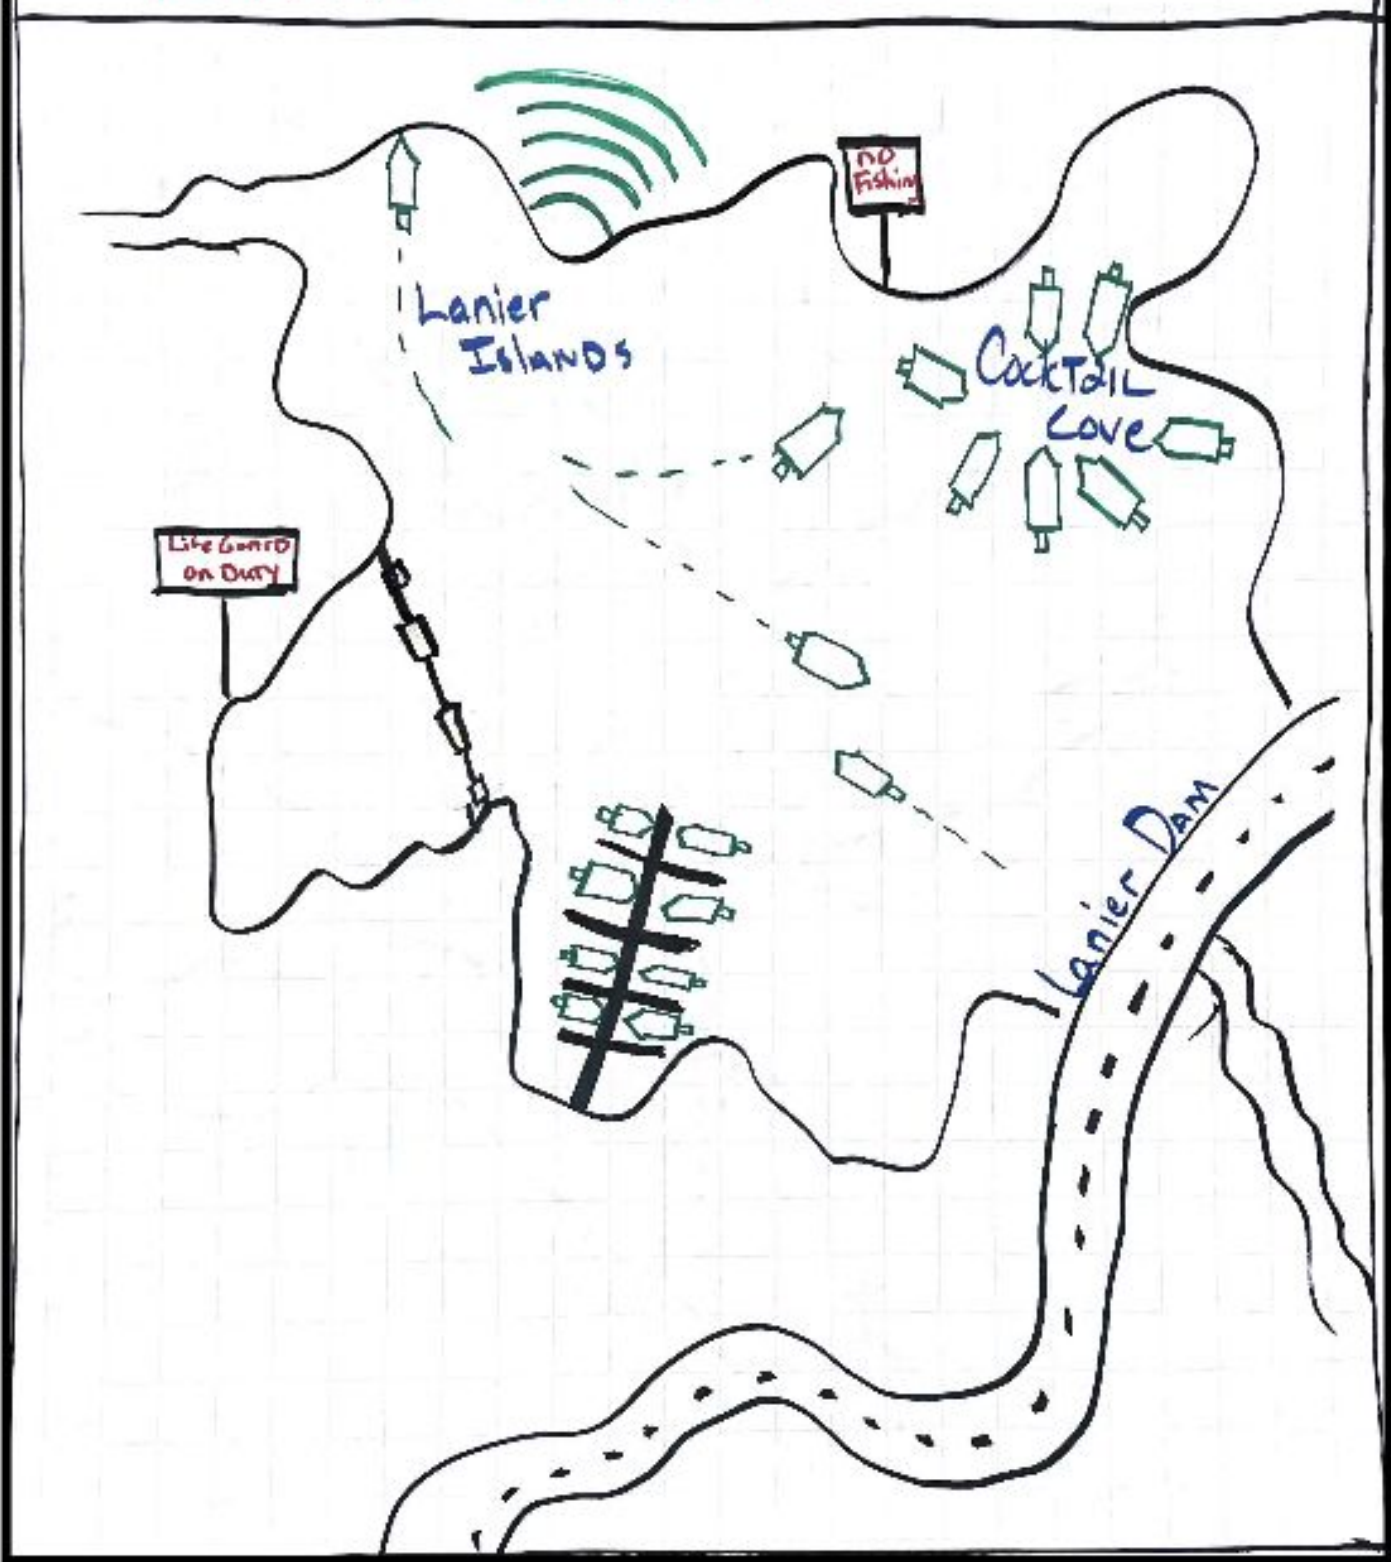 no
Fishing
Lanier
Islands
Cocktail
Cove
Life Guard
on Duty
Lanier Dam